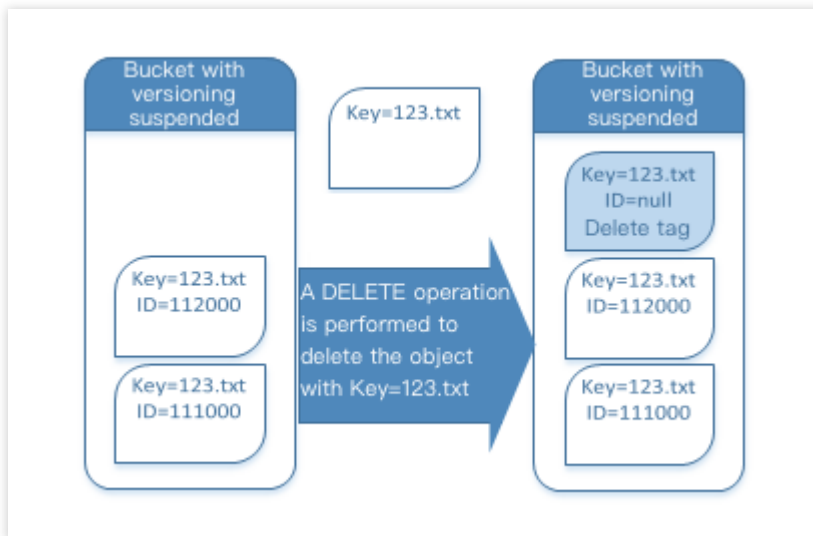 Bucket with
versioning
suspended
Key=123.txt
ID=112000
Key=123.txt
ID=111000
Key=123.txt
A DELETE operation
is performed to
delete the object
with Key=123.txt
Bucket with
versioning
suspended
Key=123.txt
ID=null
Delete tag
Key=123.txt
ID=112000
Key=123.txt
ID=111000